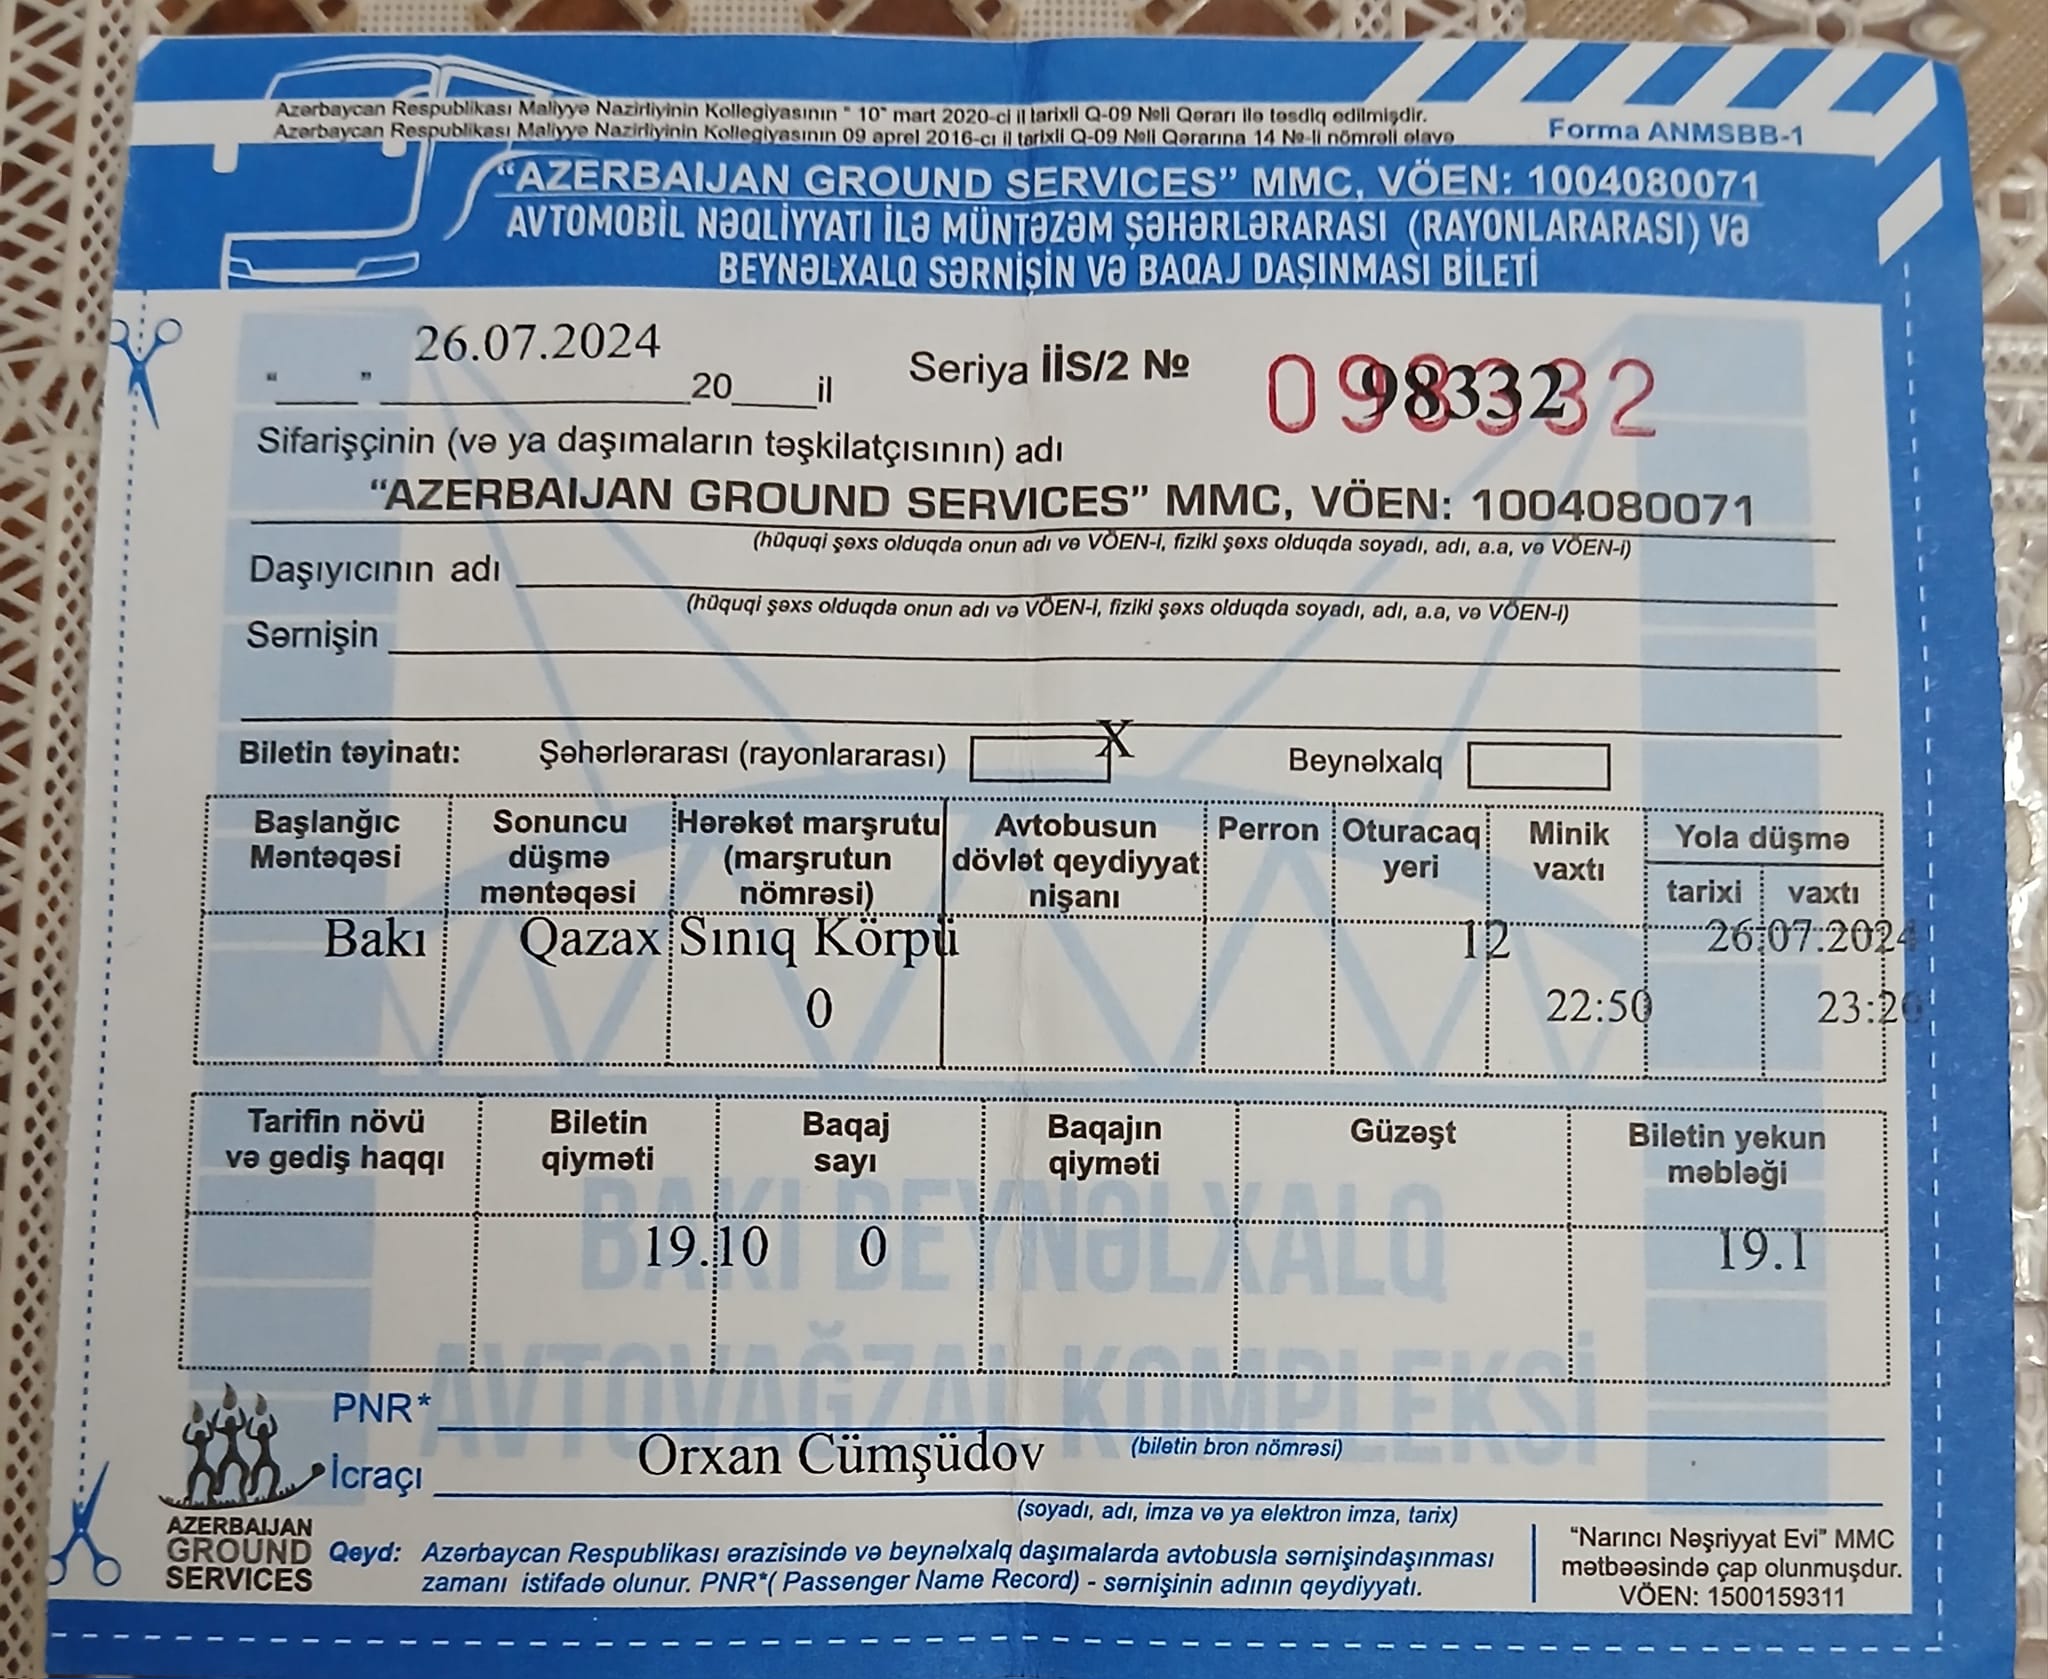 Azərbaycan Respublikası Maliyyə Nazirliyinin Kollegiyasının " 10" mart 2020-ci il tarixli Q-09 №li Qərarı ilə təsdiq edilmişdir.
Azərbaycan Respublikası Maliyyə Nazirliyinin Kollegiyasının 09 aprel 2016-cı il tarixli Q-09 №li Qərarına 14 №-li nömrəli əlavə
Forma ANMSBB-1
"AZERBAIJAN GROUND SERVICES" MMC, VÖEN: 1004080071
AVTOMOBİL NƏQLİYYATI İLƏ MÜNTƏZƏM ŞƏHƏRLƏRARASI (RAYONLARARASI) VƏ
BEYNƏLXALQ SƏRNİŞİN VƏ BAQAJ DAŞINMASI BİLETİ
26.07.2024
"___" ________ 20___il
Seriya İİS/2 № 098332 98332
Sifarişçinin (və ya daşımaların təşkilatçısının) adı
"AZERBAIJAN GROUND SERVICES" MMC, VÖEN: 1004080071
(hüquqi şəxs olduqda onun adı və VÖEN-i, fiziki şəxs olduqda soyadı, adı, a.a, və VÖEN-i)
Daşıyıcının adı
(hüquqi şəxs olduqda onun adı və VÖEN-i, fiziki şəxs olduqda soyadı, adı, a.a, və VÖEN-i)
Sərnişin
Biletin təyinatı: Şəhərlərarası (rayonlararası) X Beynəlxalq
Başlanğıc Məntəqəsi
Sonuncu düşmə məntəqəsi
Hərəkət marşrutu (marşrutun nömrəsi)
Avtobusun dövlət qeydiyyat nişanı
Perron
Oturacaq yeri
Minik vaxtı
Yola düşmə
tarixi vaxtı
Bakı Qazax Sınıq Körpü 12 26.07.2024
0 22:50 23:20
Tarifin növü və gediş haqqı
Biletin qiyməti
Baqaj sayı
Baqajın qiyməti
Güzəşt
Biletin yekun məbləği
19.10 0 19.1
BAKI BEYNƏLXALQ
AVTOVAĞZAL KOMPLEKSİ
PNR*
(biletin bron nömrəsi)
İcraçı Orxan Cümşüdov
(soyadı, adı, imza və ya elektron imza, tarix)
AZERBAIJAN
GROUND
SERVICES
Qeyd: Azərbaycan Respublikası ərazisində və beynəlxalq daşımalarda avtobusla sərnişindaşınması
zamanı istifadə olunur. PNR*( Passenger Name Record) - sərnişinin adının qeydiyyatı.
"Narıncı Nəşriyyat Evi" MMC
mətbəəsində çap olunmuşdur.
VÖEN: 1500159311